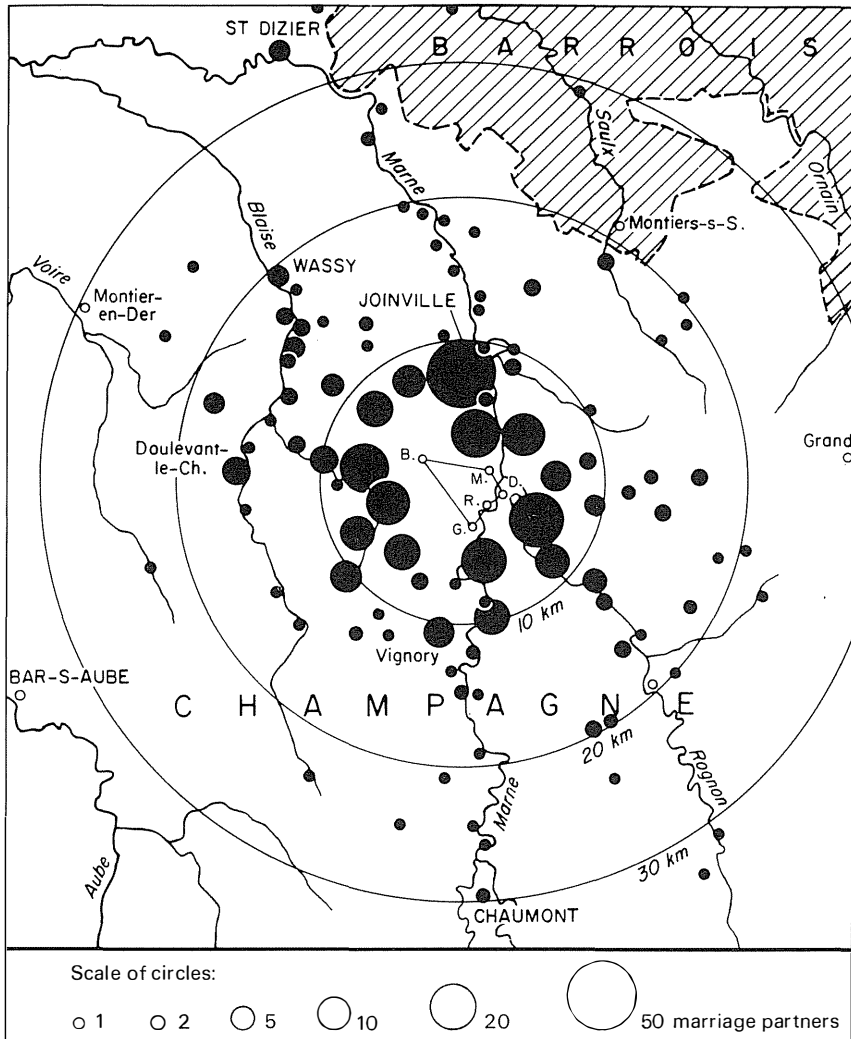 ST DIZIER
B A R R O I S
Marne
Saulx
Ornain
Blaise
Montiers-s-S.
WASSY
Voire
JOINVILLE
Montier-
en-Der
Doulevant-
le-Ch.
Grand
B.
M.
D.
R.
G.
10 km
Vignory
BAR-S-AUBE
C H A M P A G N E
20 km
Rognon
Marne
30 km
Aube
CHAUMONT
Scale of circles:
1 2 5 10 20 50 marriage partners